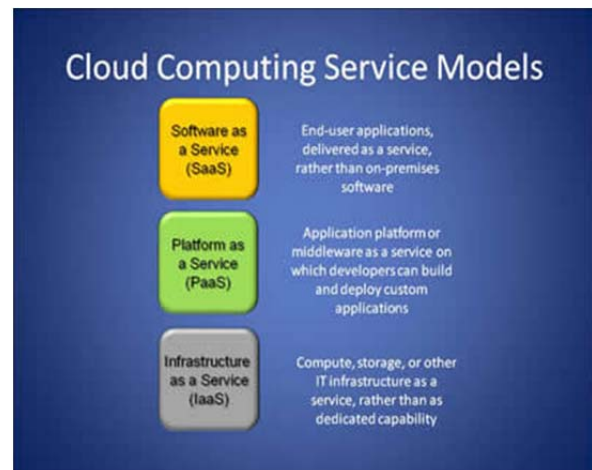 Cloud Computing Service Models
Software as
a Service
(SaaS)
End-user applications,
delivered as a service,
rather than on-premises
software
Platform as
a Service
(PaaS)
Application platform or
middleware as a service on
which developers can build
and deploy custom
applications
Infrastructure
as a Service
(IaaS)
Compute, storage, or other
IT infrastructure as a
service, rather than as
dedicated capability